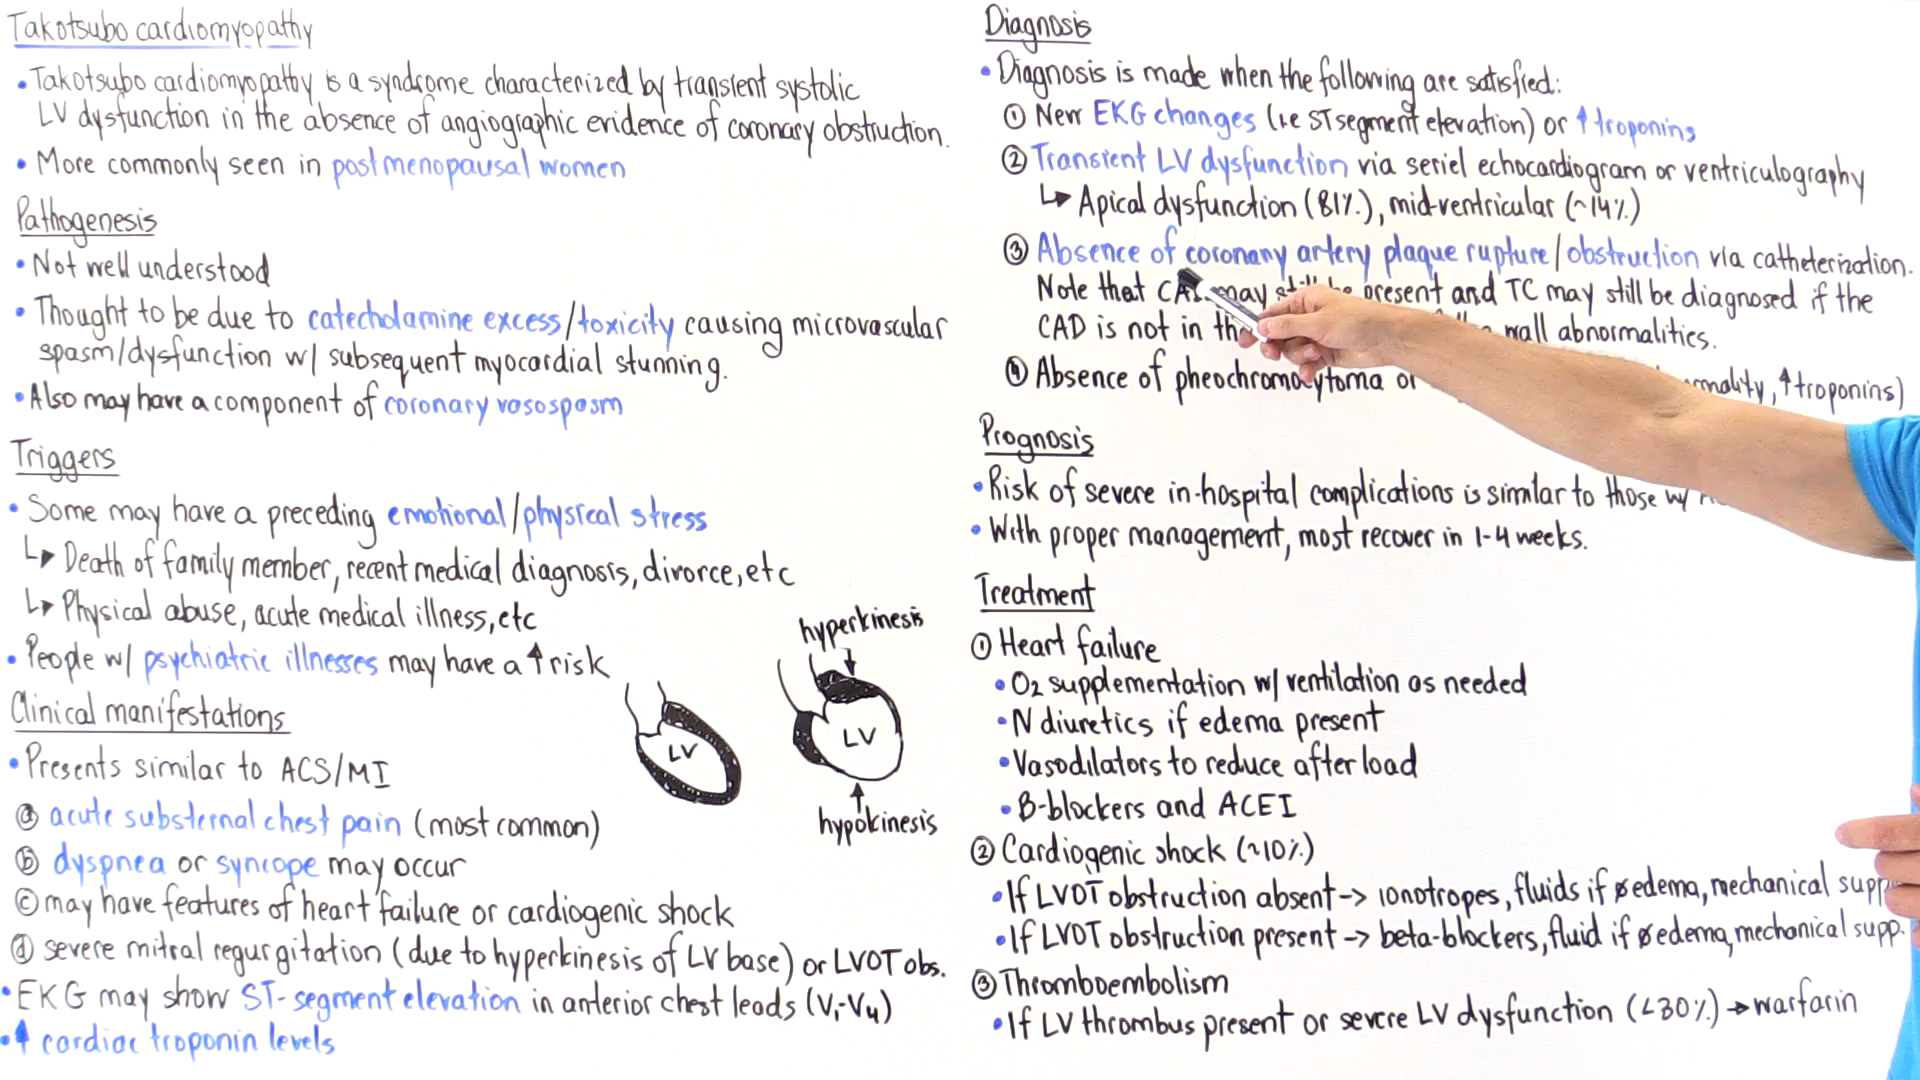 Takotsubo cardiomyopathy
• Takotsubo cardiomyopathy is a syndrome characterized by transient systolic
LV dysfunction in the absence of angiographic evidence of coronary obstruction.
• More commonly seen in postmenopausal women
Pathogenesis
• Not well understood
• Thought to be due to catecholamine excess/toxicity causing microvascular
spasm/dysfunction w/ subsequent myocardial stunning.
• Also may have a component of coronary vasospasm
Triggers
• Some may have a preceding emotional/physical stress
↳ Death of family member, recent medical diagnosis, divorce, etc
↳ Physical abuse, acute medical illness, etc
• People w/ psychiatric illnesses may have a ↑ risk
Clinical manifestations
• Presents similar to ACS/MI
ⓐ acute substernal chest pain (most common)
ⓑ dyspnea or syncope may occur
ⓒ may have features of heart failure or cardiogenic shock
ⓓ severe mitral regurgitation (due to hyperkinesis of LV base) or LVOT obs.
• EKG may show ST-segment elevation in anterior chest leads (V1-V4)
• ↑ cardiac troponin levels
LV
hyperkinesis
LV
hypokinesis
Diagnosis
• Diagnosis is made when the following are satisfied:
① New EKG changes (i.e ST segment elevation) or ↑ troponins
② Transient LV dysfunction via seriel echocardiogram or ventriculography
↳ Apical dysfunction (81%), mid-ventricular (~14%)
③ Absence of coronany artery plaque rupture/obstruction via catheterization.
Note that may still be present and TC may still be diagnosed if the
CAD is not in wall abnormalities.
④ Absence of pheochromocytoma or ↑ troponins)
Prognosis
• Risk of severe in-hospital complications is similar to those w/
• With proper management, most recover in 1-4 weeks.
Treatment
① Heart failure
• O2 supplementation w/ ventilation as needed
• IV diuretics if edema present
• Vasodilators to reduce afterload
• B-blockers and ACEI
② Cardiogenic shock (~10%)
• If LVOT obstruction absent → ionotropes, fluids if ø edema, mechanical supp
• If LVOT obstruction present → beta-blockers, fluid if ø edema, mechanical supp.
③ Thromboembolism
• If LV thrombus present or severe LV dysfunction (<30%) → warfarin